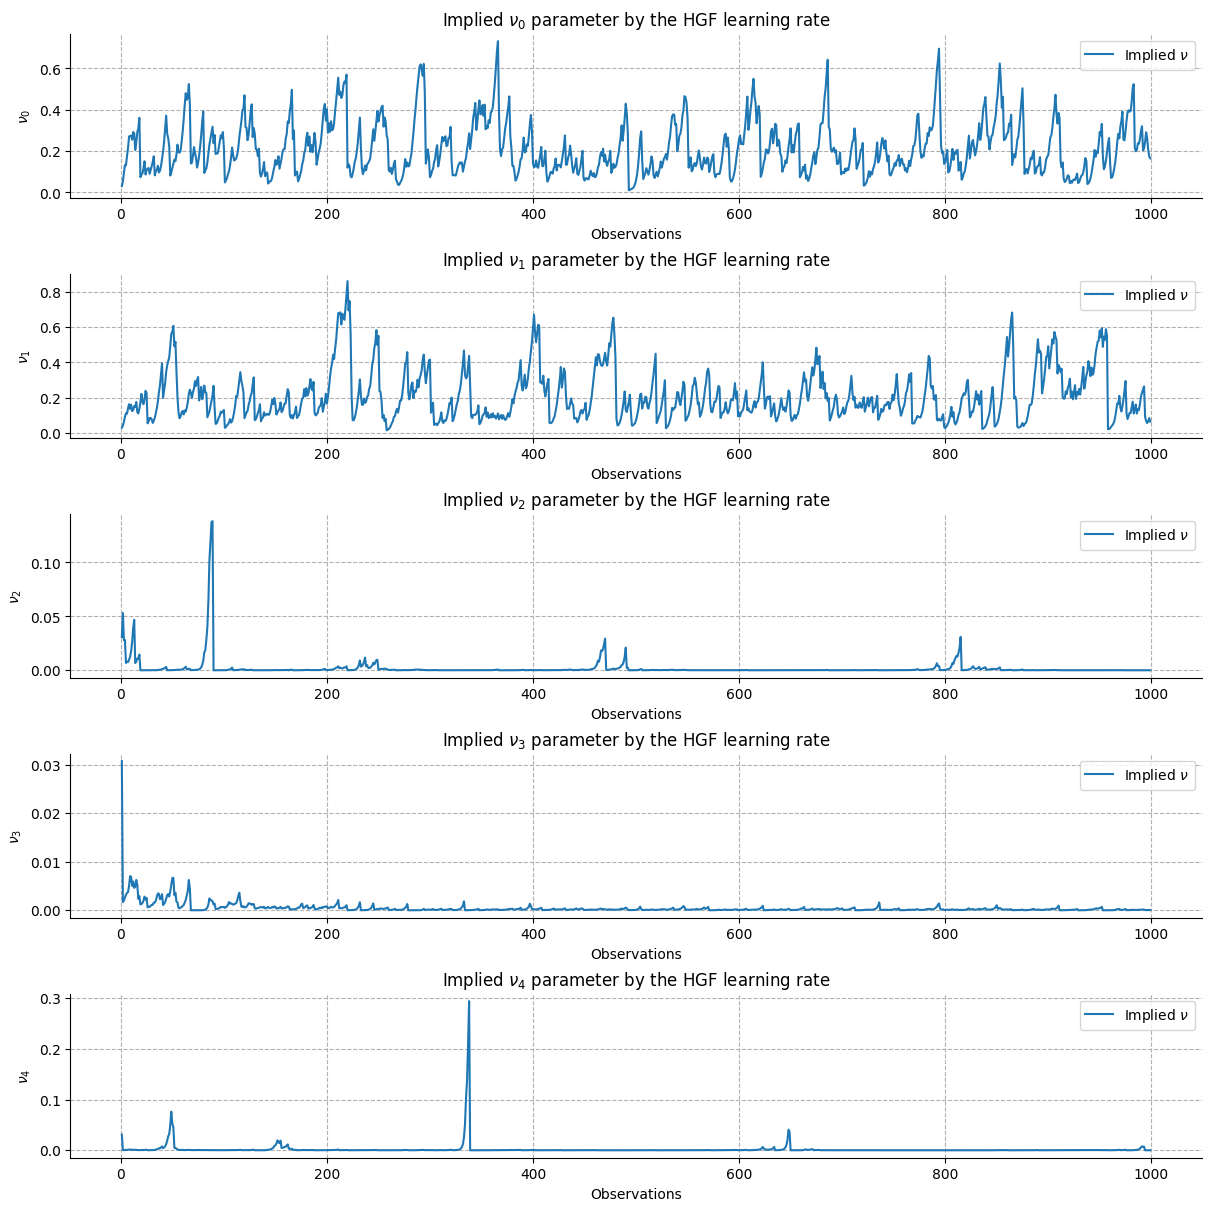 Implied ν₀ parameter by the HGF learning rate
Implied ν
ν₀
0.6
0.4
0.2
0.0
0 200 400 600 800 1000
Observations
Implied ν₁ parameter by the HGF learning rate
Implied ν
ν₁
0.8
0.6
0.4
0.2
0.0
0 200 400 600 800 1000
Observations
Implied ν₂ parameter by the HGF learning rate
Implied ν
ν₂
0.10
0.05
0.00
0 200 400 600 800 1000
Observations
Implied ν₃ parameter by the HGF learning rate
Implied ν
ν₃
0.03
0.02
0.01
0.00
0 200 400 600 800 1000
Observations
Implied ν₄ parameter by the HGF learning rate
Implied ν
ν₄
0.3
0.2
0.1
0.0
0 200 400 600 800 1000
Observations